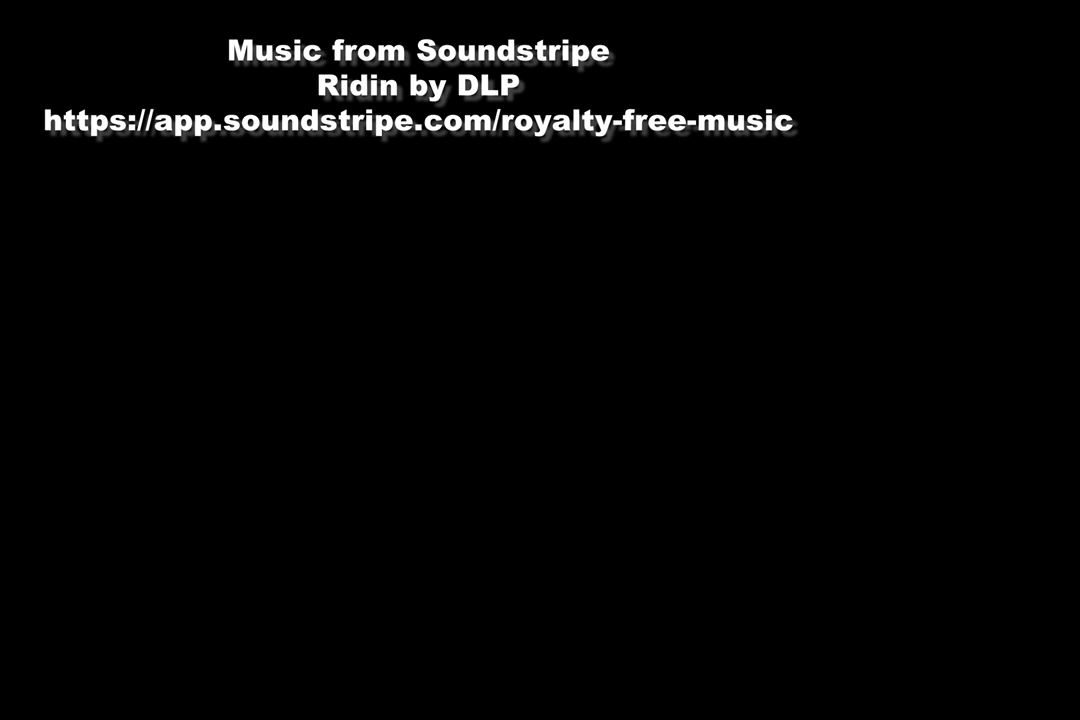 Music from Soundstripe
Ridin by DLP
https://app.soundstripe.com/royalty-free-music